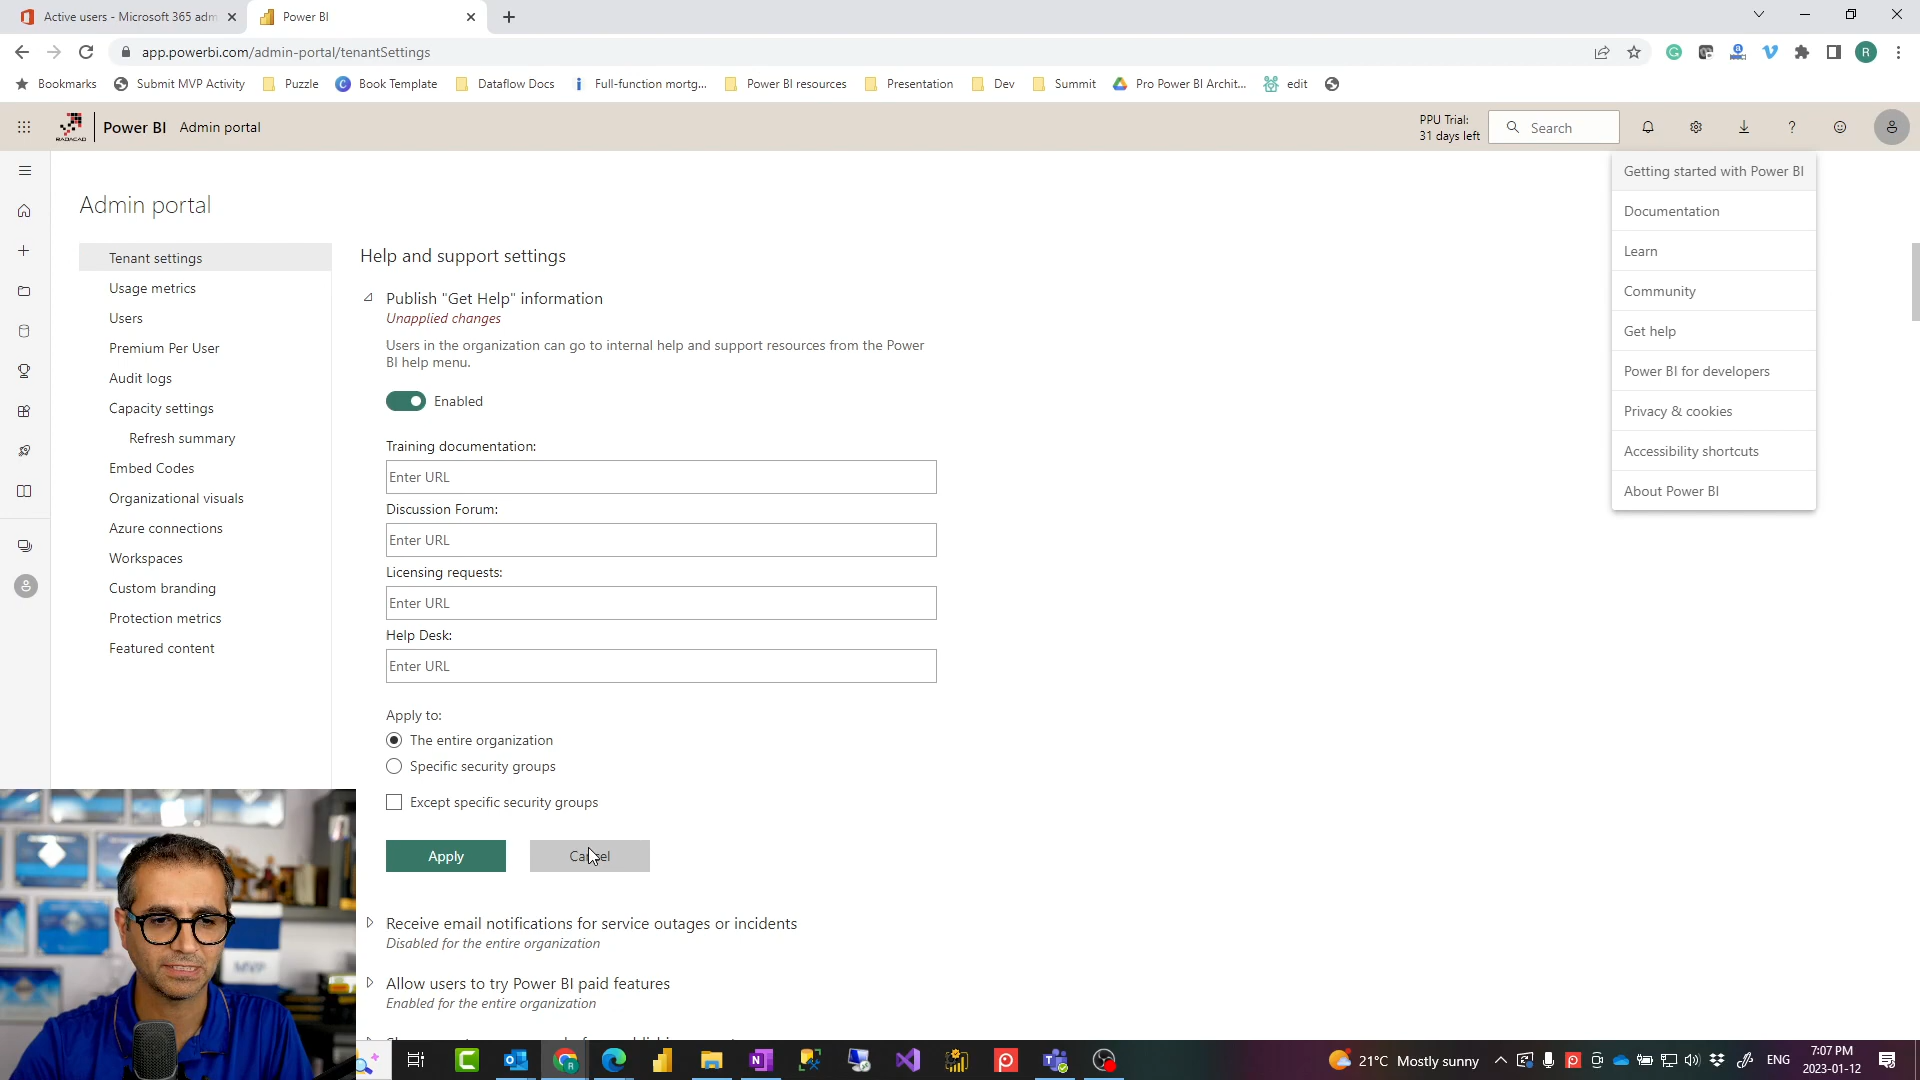 Active users - Microsoft 365 adm
Power BI
app.powerbi.com/admin-portal/tenantSettings
R
Bookmarks
Submit MVP Activity
Puzzle
Book Template
Dataflow Docs
Full-function mortg...
Power BI resources
Presentation
Dev
Summit
Pro Power BI Archit...
edit
RADACAD
Power BI
Admin portal
PPU Trial:
31 days left
Search
Getting started with Power BI
Documentation
Learn
Community
Get help
Power BI for developers
Privacy & cookies
Accessibility shortcuts
About Power BI
Admin portal
Tenant settings
Usage metrics
Users
Premium Per User
Audit logs
Capacity settings
Refresh summary
Embed Codes
Organizational visuals
Azure connections
Workspaces
Custom branding
Protection metrics
Featured content
Help and support settings
Publish "Get Help" information
Unapplied changes
Users in the organization can go to internal help and support resources from the Power
BI help menu.
Enabled
Training documentation:
Enter URL
Discussion Forum:
Enter URL
Licensing requests:
Enter URL
Help Desk:
Enter URL
Apply to:
The entire organization
Specific security groups
Except specific security groups
Apply
Cancel
Receive email notifications for service outages or incidents
Disabled for the entire organization
Allow users to try Power BI paid features
Enabled for the entire organization
MVP
21°C Mostly sunny
ENG
7:07 PM
2023-01-12